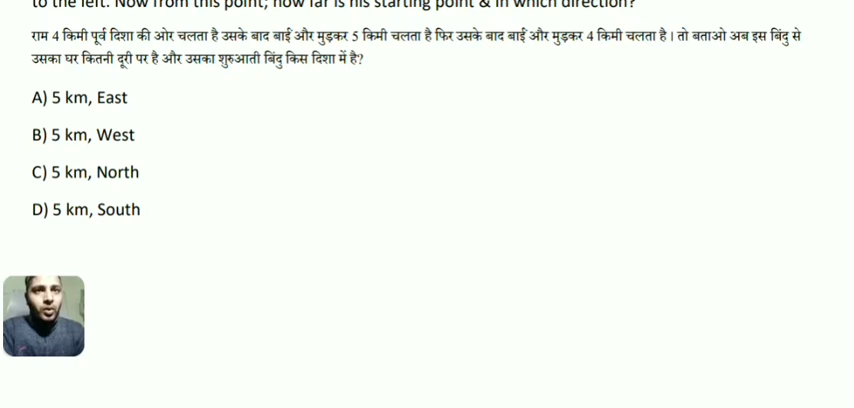 to the left. Now from this point; how far is his starting point & in which direction?
राम 4 किमी पूर्व दिशा की ओर चलता है उसके बाद बाईं और मुड़कर 5 किमी चलता है फिर उसके बाद बाईं और मुड़कर 4 किमी चलता है। तो बताओ अब इस बिंदु से
उसका घर कितनी दूरी पर है और उसका शुरुआती बिंदु किस दिशा में है?
A) 5 km, East
B) 5 km, West
C) 5 km, North
D) 5 km, South